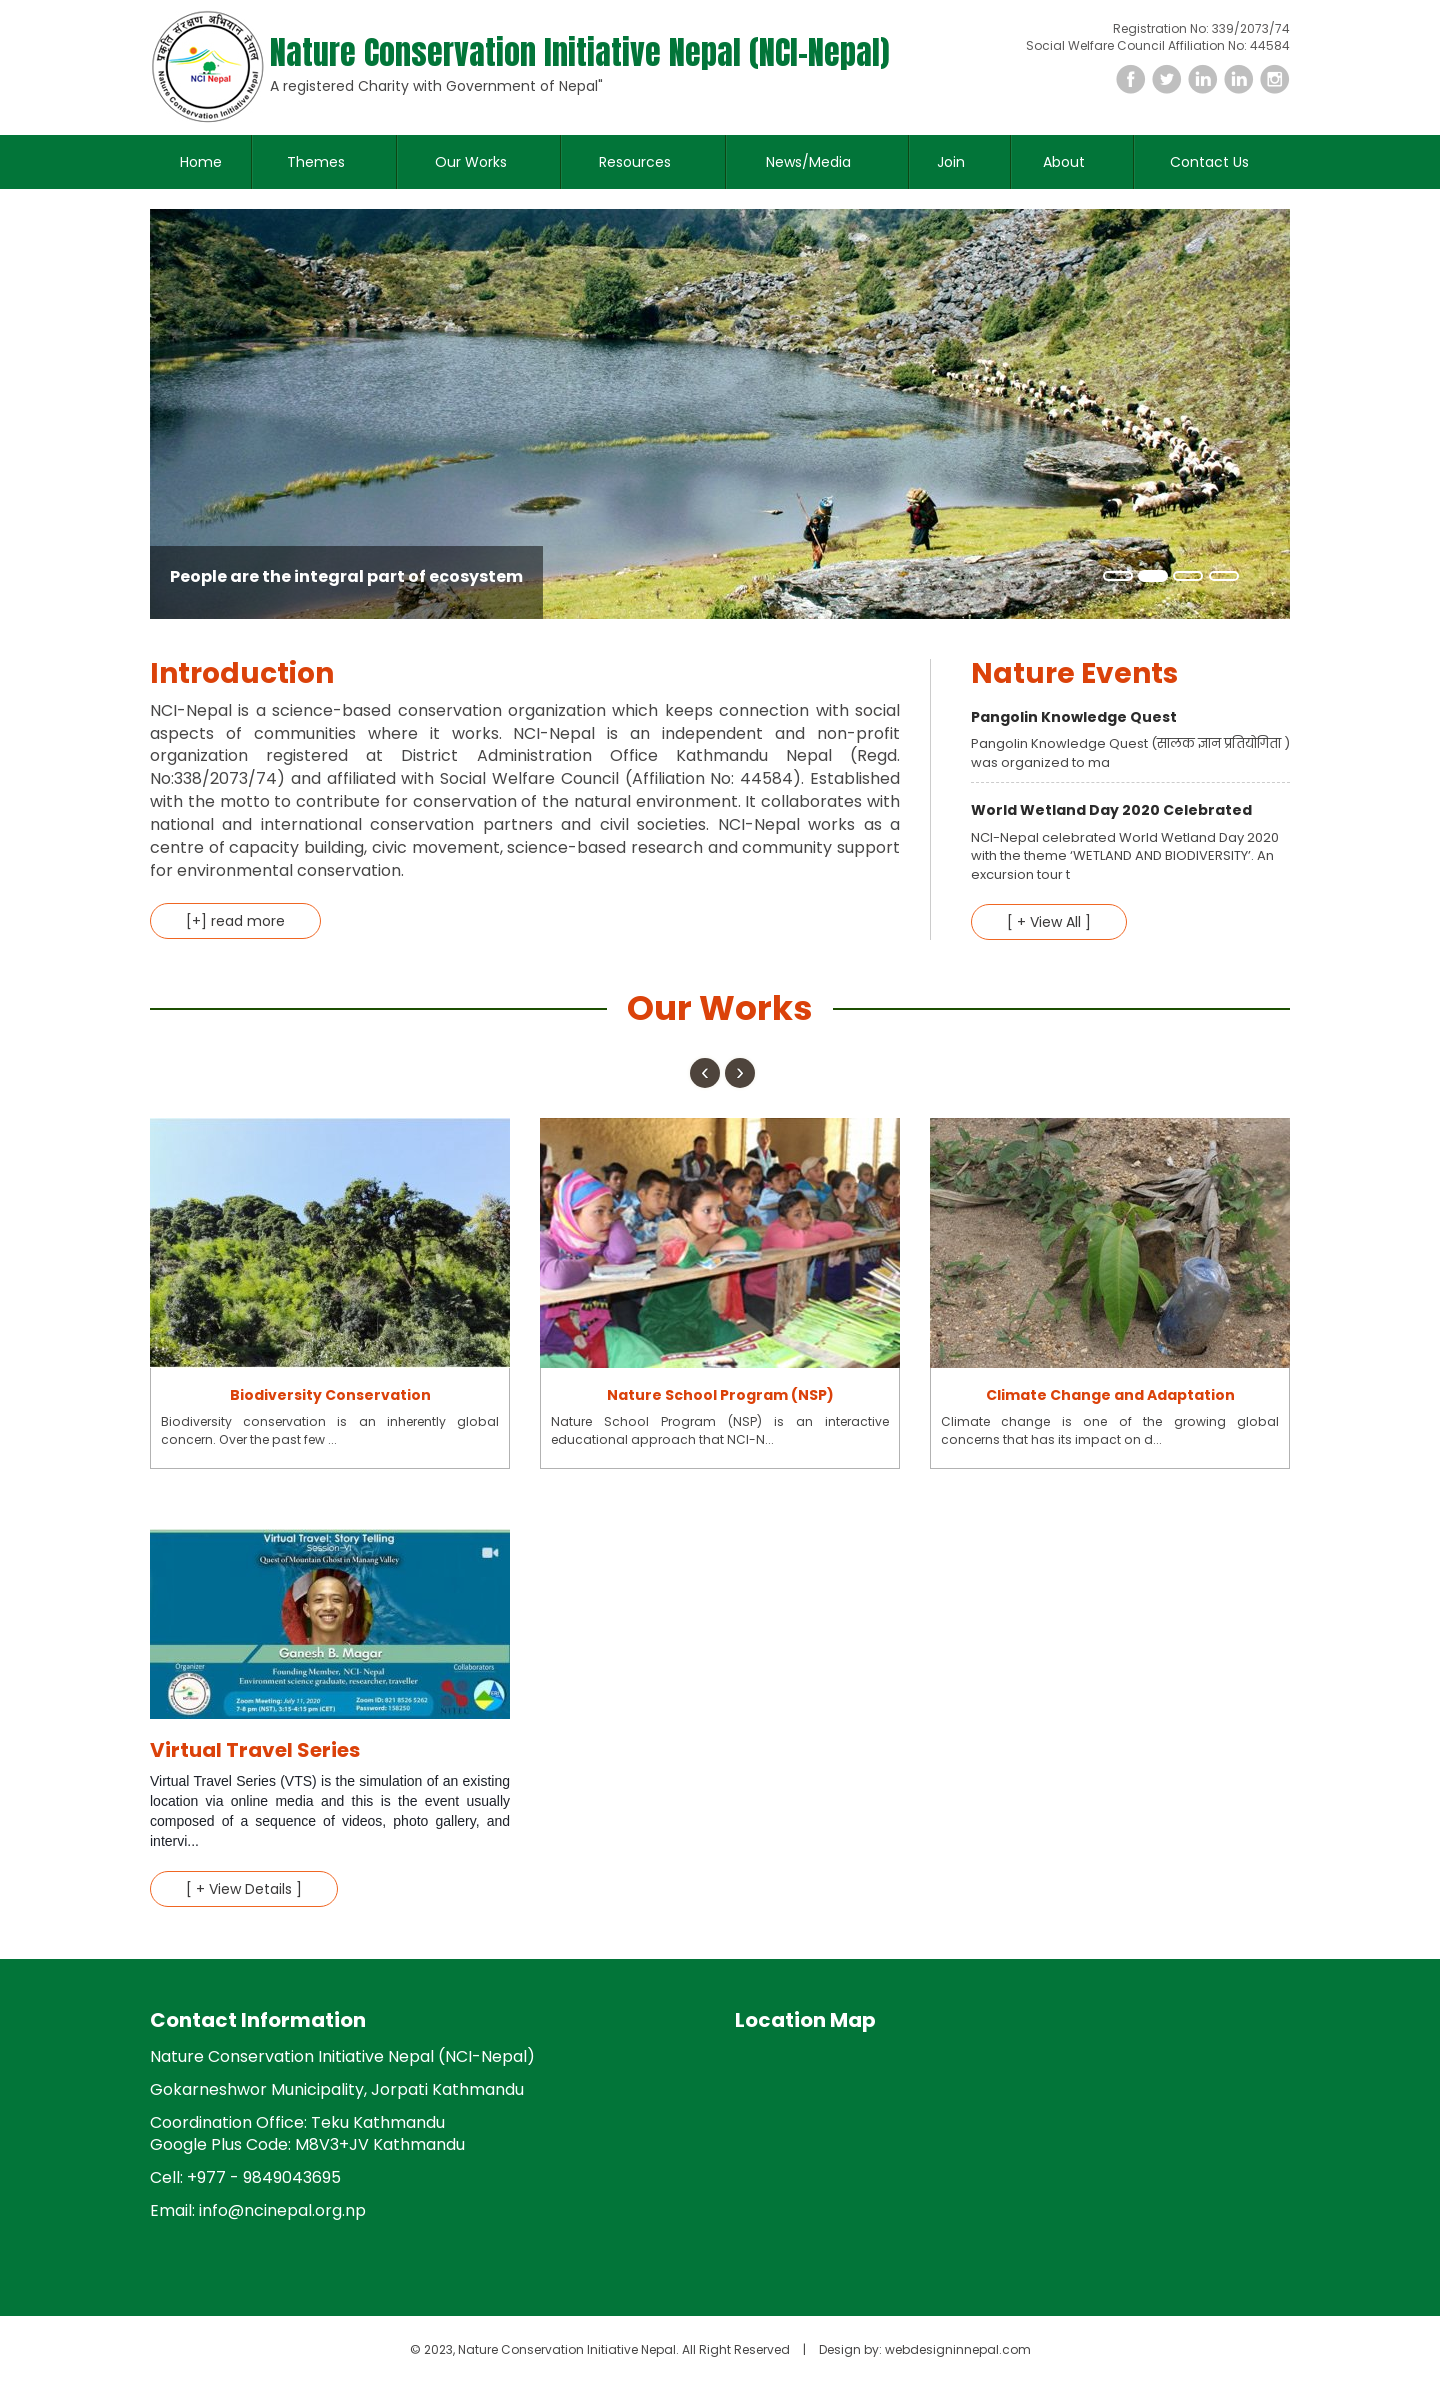 प्रकृति संरक्षण अभियान नेपाल
NCI Nepal
Nature Conservation Initiative Nepal
Nature Conservation Initiative Nepal (NCI-Nepal)
A registered Charity with Government of Nepal"
Registration No: 339/2073/74
Social Welfare Council Affiliation No: 44584
Home
Themes
Our Works
Resources
News/Media
Join
About
Contact Us
People are the integral part of ecosystem
Introduction
NCI-Nepal is a science-based conservation organization which keeps connection with social
aspects of communities where it works. NCI-Nepal is an independent and non-profit
organization registered at District Administration Office Kathmandu Nepal (Regd.
No:338/2073/74) and affiliated with Social Welfare Council (Affiliation No: 44584). Established
with the motto to contribute for conservation of the natural environment. It collaborates with
national and international conservation partners and civil societies. NCI-Nepal works as a
centre of capacity building, civic movement, science-based research and community support
for environmental conservation.
[+] read more
Nature Events
Pangolin Knowledge Quest
Pangolin Knowledge Quest (सालक ज्ञान प्रतियोगिता )
was organized to ma
World Wetland Day 2020 Celebrated
NCI-Nepal celebrated World Wetland Day 2020
with the theme ‘WETLAND AND BIODIVERSITY’. An
excursion tour t
[ + View All ]
Our Works
Biodiversity Conservation
Biodiversity conservation is an inherently global
concern. Over the past few ...
Nature School Program (NSP)
Nature School Program (NSP) is an interactive
educational approach that NCI-N...
Climate Change and Adaptation
Climate change is one of the growing global
concerns that has its impact on d...
Virtual Travel: Story Telling
Session-VI
Quest of Mountain Ghost in Manang Valley
Ganesh B. Magar
Organizer
Founding Member, NCI-Nepal
Environment science graduate, researcher, traveller
Collaborators
Zoom Meeting: July 11, 2020
7-8 pm (NST), 3:15-4:15 pm (CET)
Zoom ID: 821 8526 5262
Password: 158250
Virtual Travel Series
Virtual Travel Series (VTS) is the simulation of an existing
location via online media and this is the event usually
composed of a sequence of videos, photo gallery, and
intervi...
[ + View Details ]
Contact Information
Nature Conservation Initiative Nepal (NCI-Nepal)
Gokarneshwor Municipality, Jorpati Kathmandu
Coordination Office: Teku Kathmandu
Google Plus Code: M8V3+JV Kathmandu
Cell: +977 - 9849043695
Email: info@ncinepal.org.np
Location Map
© 2023, Nature Conservation Initiative Nepal. All Right Reserved | Design by: webdesigninnepal.com